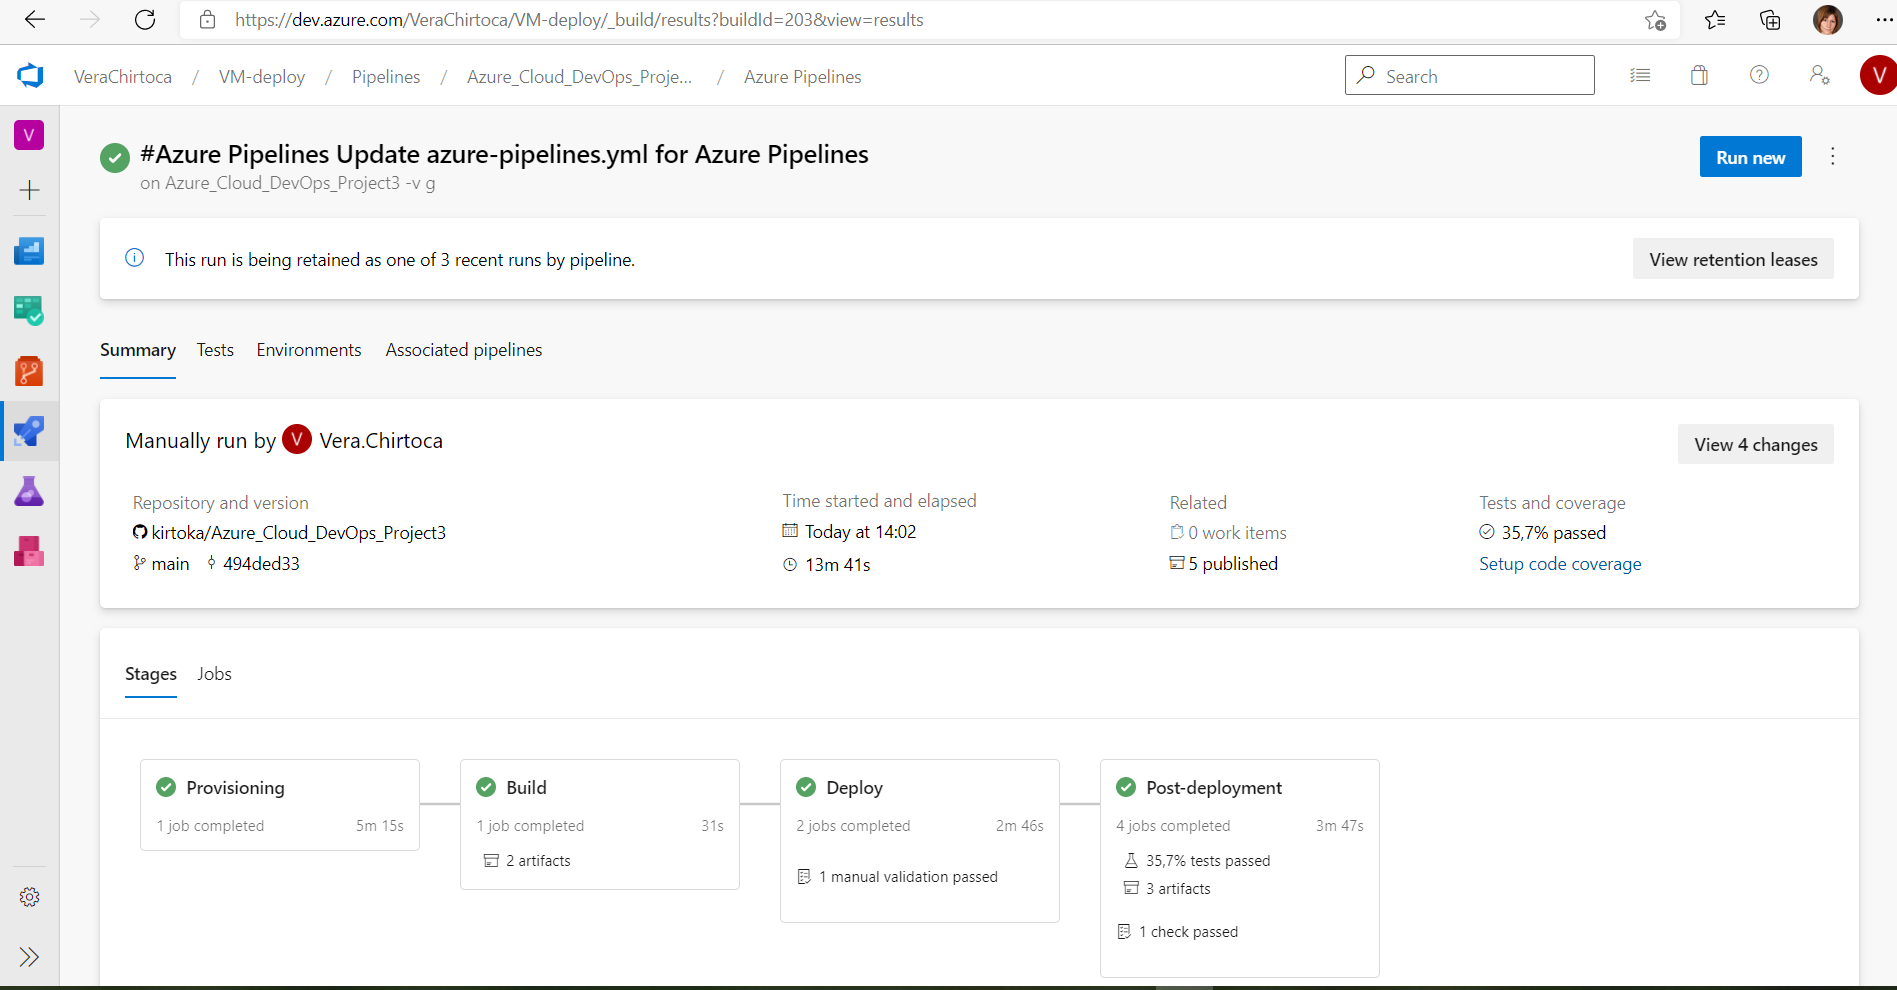 https://dev.azure.com/VeraChirtoca/VM-deploy/_build/results?buildId=203&view=results
VeraChirtoca / VM-deploy / Pipelines / Azure_Cloud_DevOps_Proje... / Azure Pipelines
Search
V
V
#Azure Pipelines Update azure-pipelines.yml for Azure Pipelines
on Azure_Cloud_DevOps_Project3 -v g
Run new
This run is being retained as one of 3 recent runs by pipeline.
View retention leases
Summary Tests Environments Associated pipelines
Manually run by V Vera.Chirtoca
View 4 changes
Repository and version
kirtoka/Azure_Cloud_DevOps_Project3
main 494ded33
Time started and elapsed
Today at 14:02
13m 41s
Related
0 work items
5 published
Tests and coverage
35,7% passed
Setup code coverage
Stages Jobs
Provisioning
1 job completed 5m 15s
Build
1 job completed 31s
2 artifacts
Deploy
2 jobs completed 2m 46s
1 manual validation passed
Post-deployment
4 jobs completed 3m 47s
35,7% tests passed
3 artifacts
1 check passed